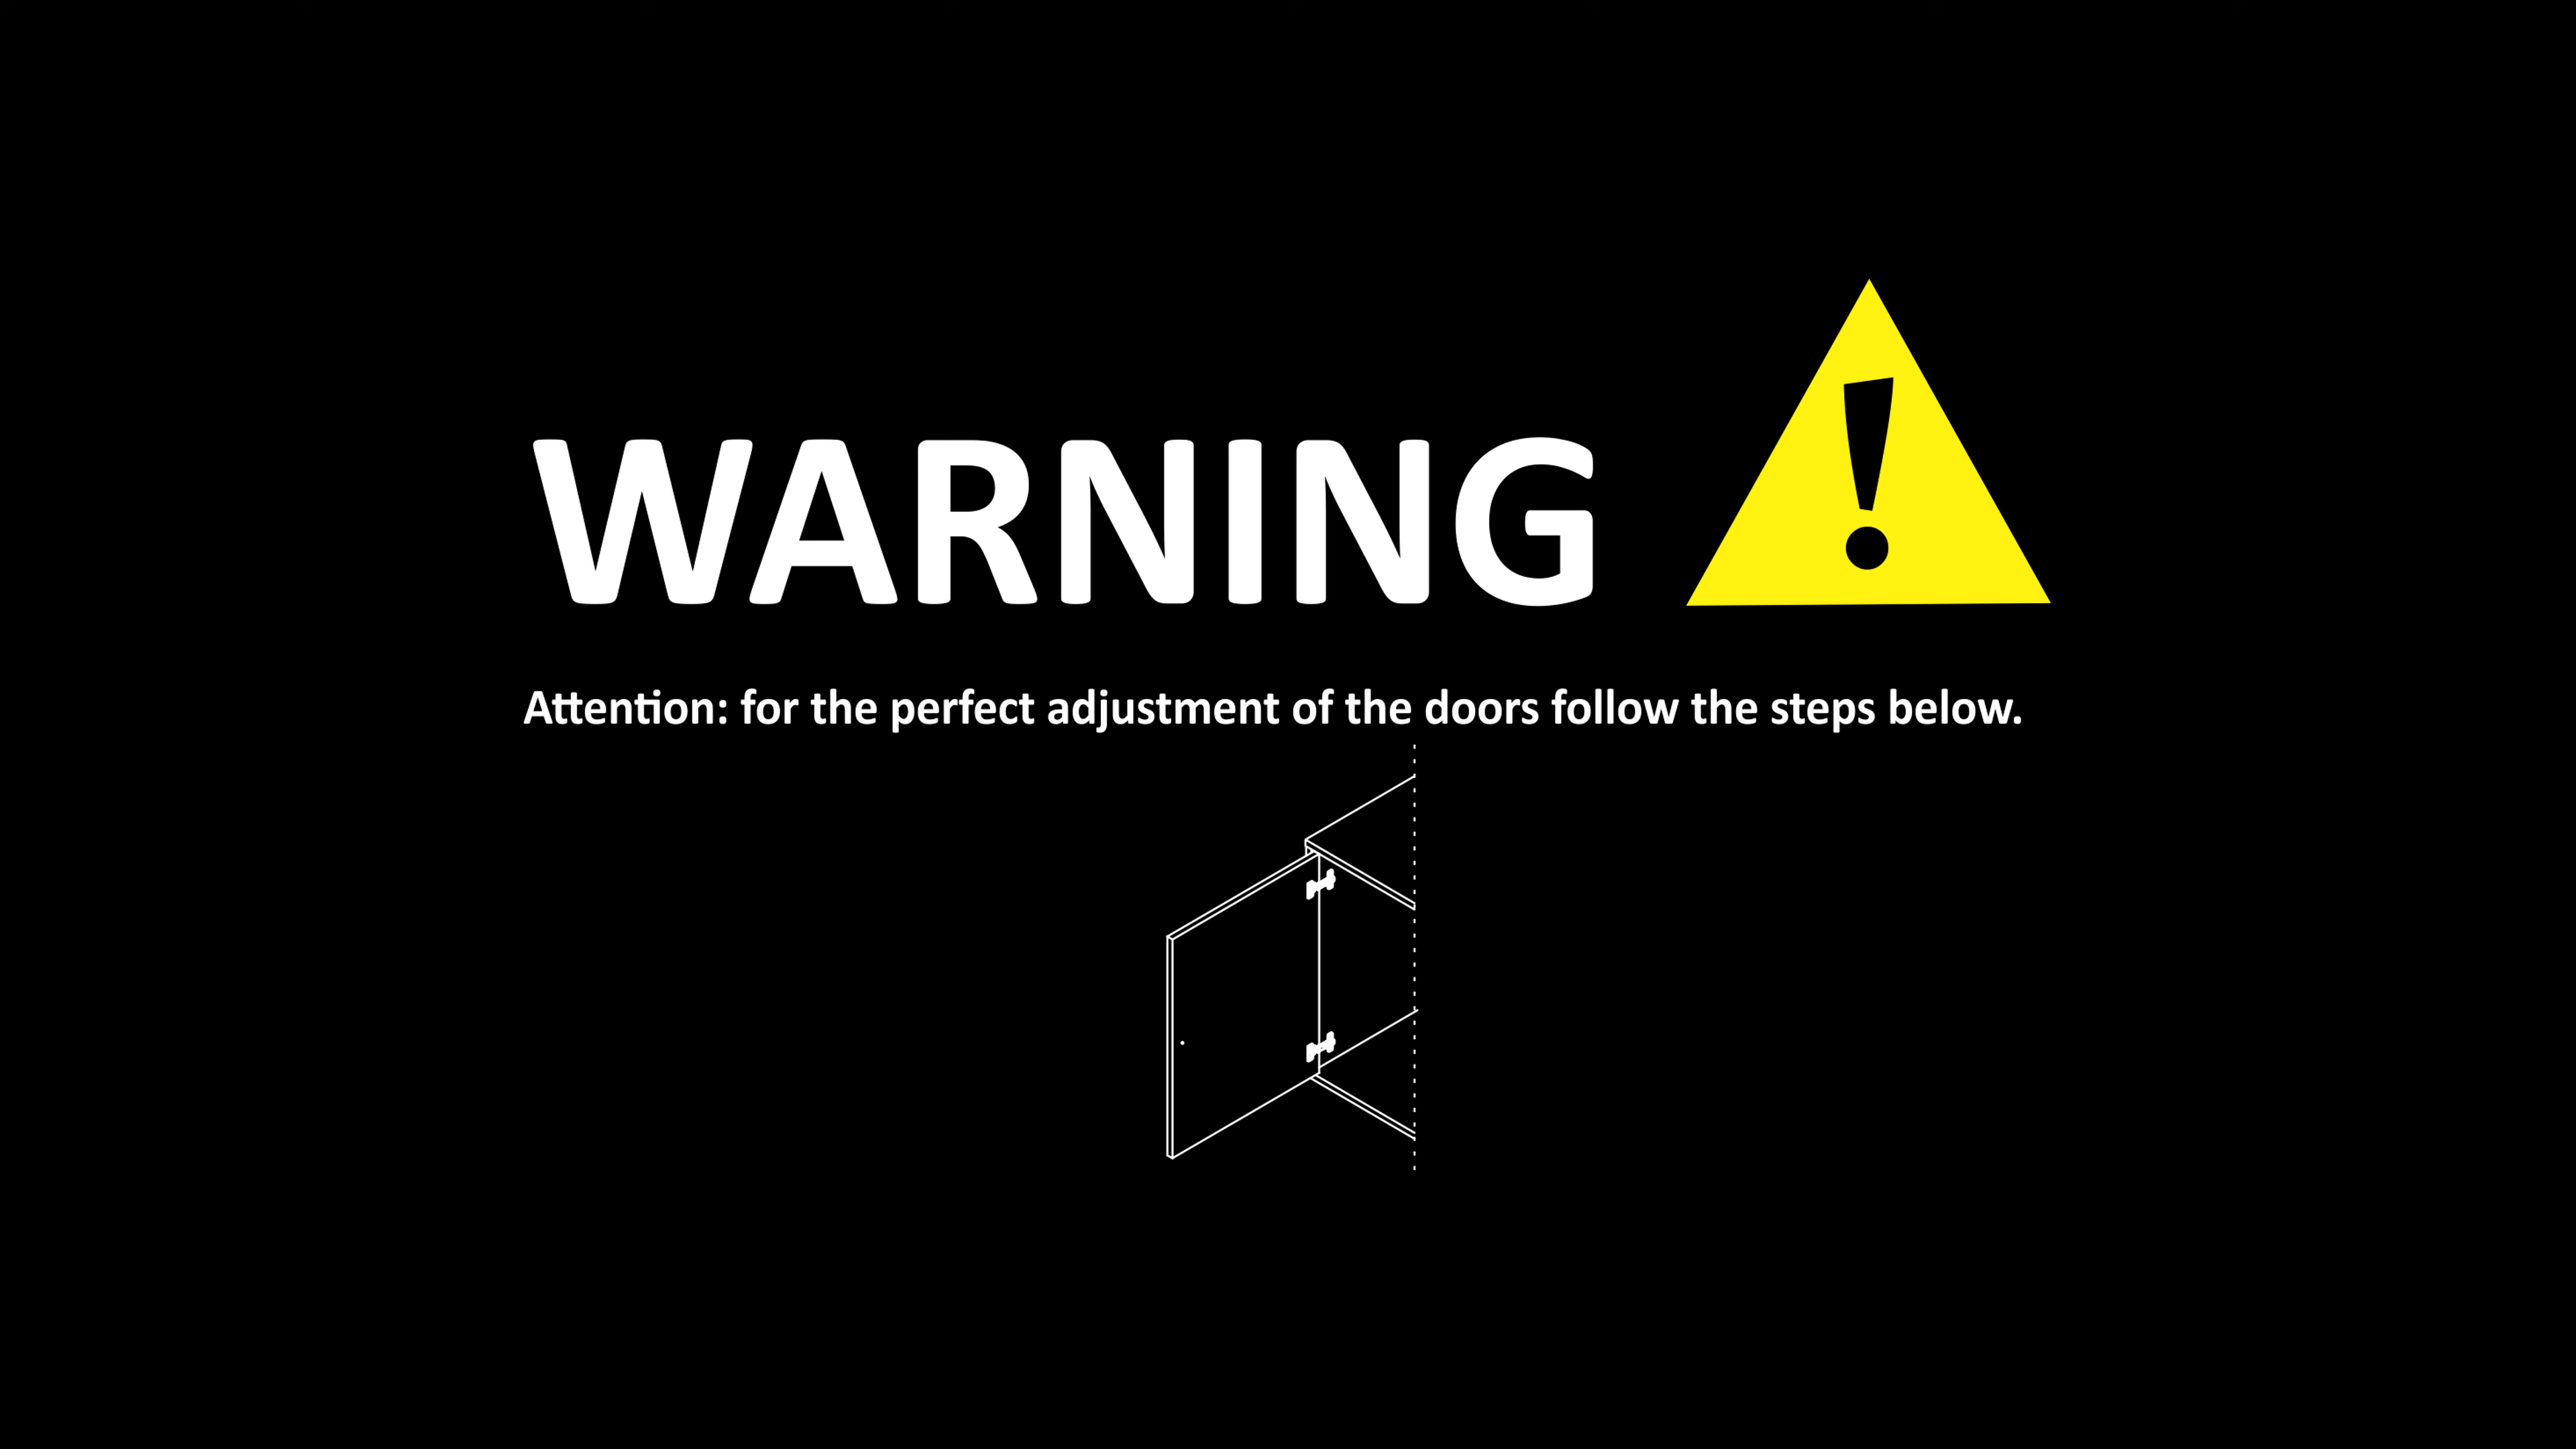 WARNING
Attention: for the perfect adjustment of the doors follow the steps below.